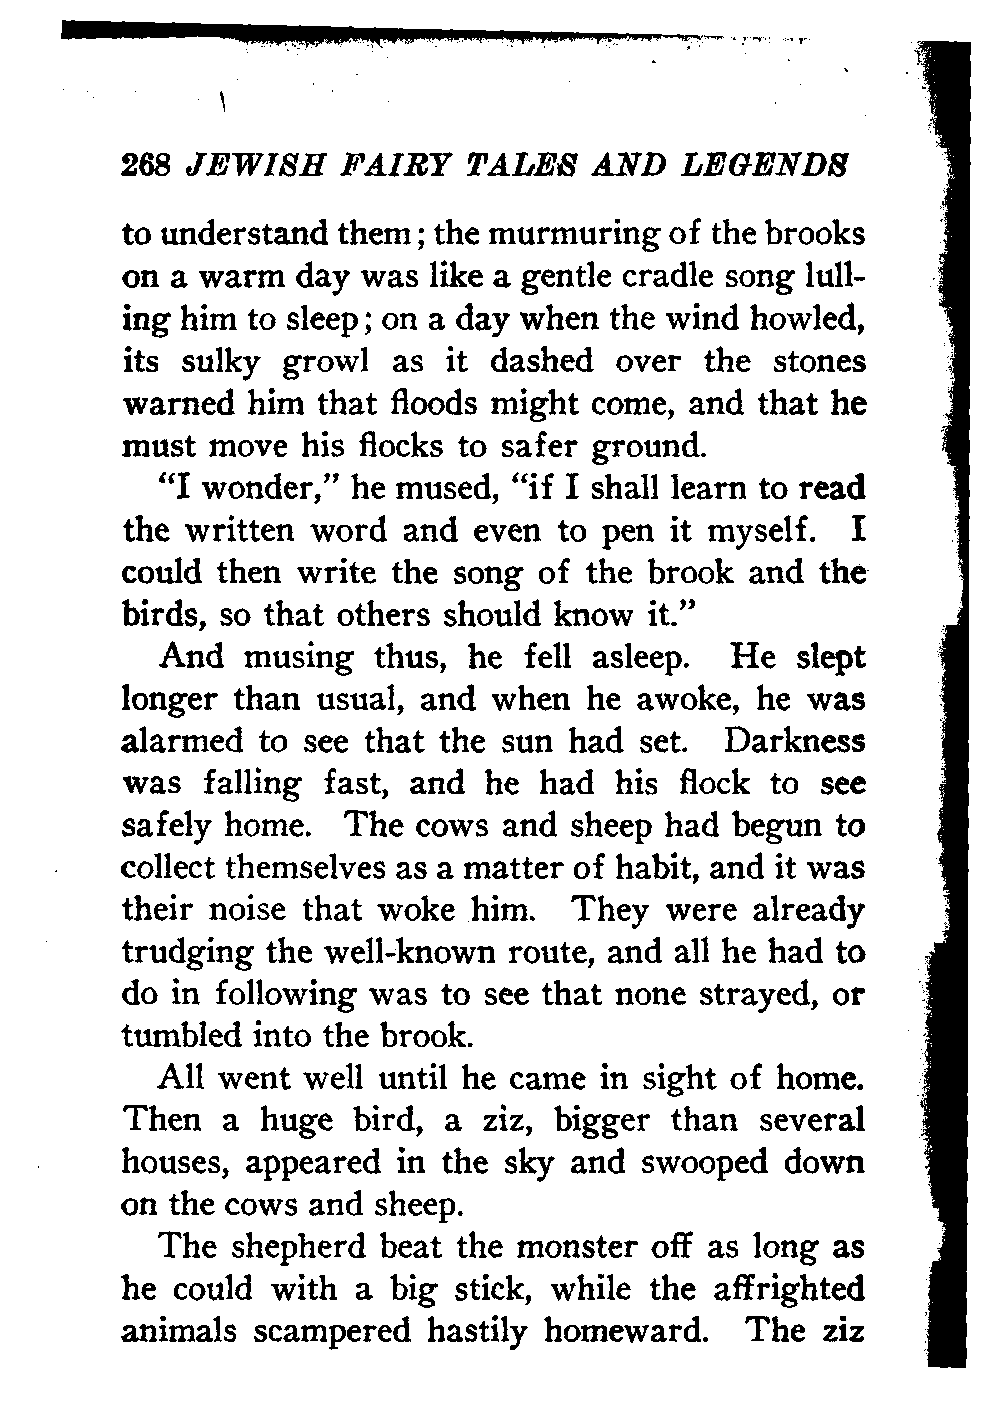 268 JEWISH FAIRY TALES AND LEGENDS
to understand them; the murmuring of the brooks
on a warm day was like a gentle cradle song lull-
ing him to sleep; on a day when the wind howled,
its sulky growl as it dashed over the stones
warned him that floods might come, and that he
must move his flocks to safer ground.
"I wonder," he mused, "if I shall learn to read
the written word and even to pen it myself. I
could then write the song of the brook and the
birds, so that others should know it."
And musing thus, he fell asleep. He slept
longer than usual, and when he awoke, he was
alarmed to see that the sun had set. Darkness
was falling fast, and he had his flock to see
safely home. The cows and sheep had begun to
collect themselves as a matter of habit, and it was
their noise that woke him. They were already
trudging the well-known route, and all he had to
do in following was to see that none strayed, or
tumbled into the brook.
All went well until he came in sight of home.
Then a huge bird, a ziz, bigger than several
houses, appeared in the sky and swooped down
on the cows and sheep.
The shepherd beat the monster off as long as
he could with a big stick, while the affrighted
animals scampered hastily homeward. The ziz